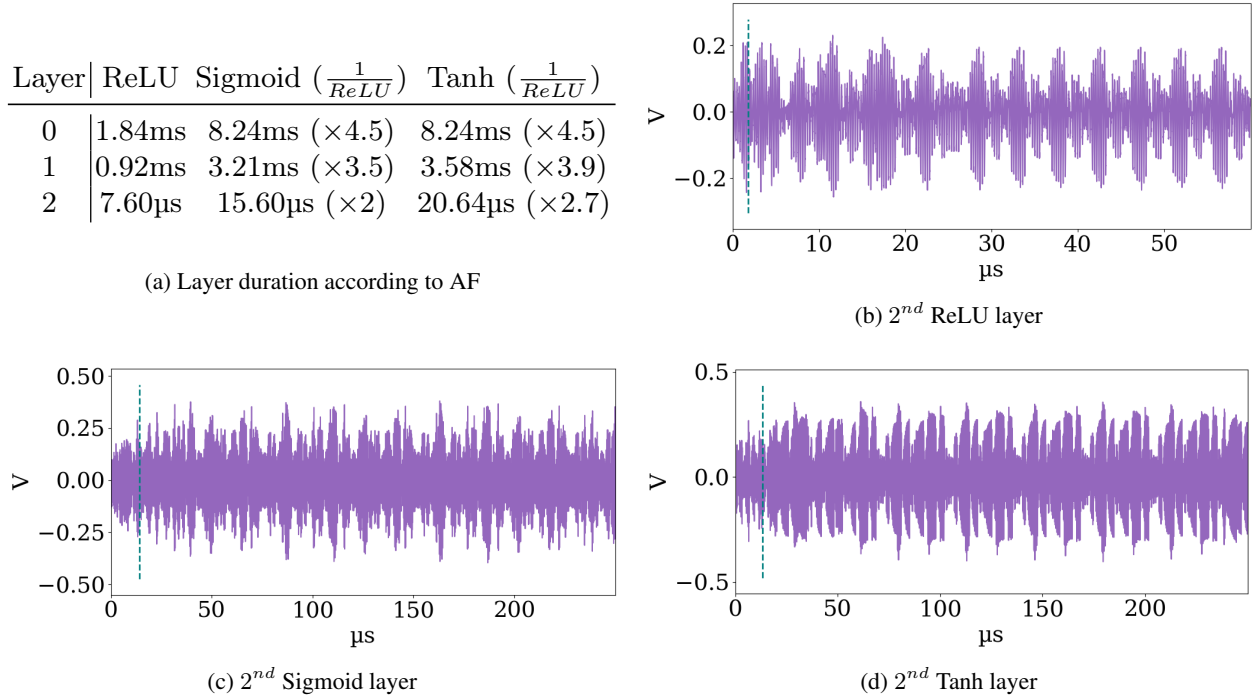 Layer ReLU Sigmoid (1/ReLU) Tanh (1/ReLU)
0 1.84ms 8.24ms (×4.5) 8.24ms (×4.5)
1 0.92ms 3.21ms (×3.5) 3.58ms (×3.9)
2 7.60µs 15.60µs (×2) 20.64µs (×2.7)
(a) Layer duration according to AF
0.2
0.0
−0.2
V
0 10 20 30 40 50
µs
(b) 2nd ReLU layer
0.50
0.25
0.00
−0.25
−0.50
V
0 50 100 150 200
µs
(c) 2nd Sigmoid layer
0.5
0.0
−0.5
V
0 50 100 150 200
µs
(d) 2nd Tanh layer